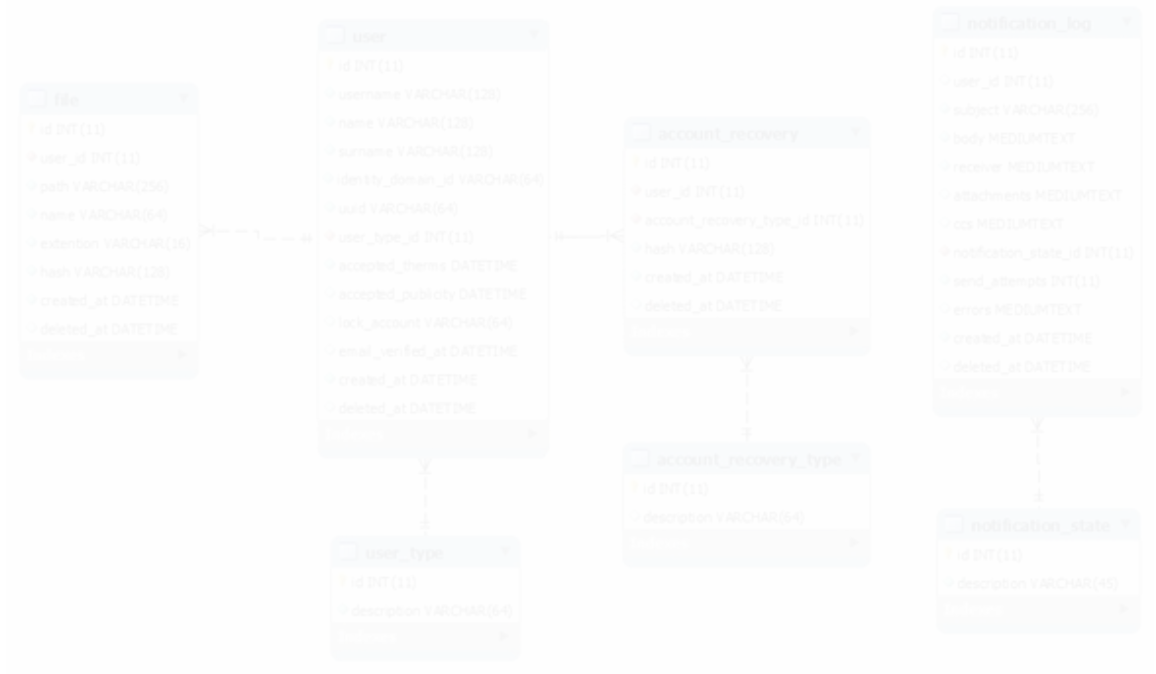 file
id INT(11)
user_id INT(11)
path VARCHAR(256)
name VARCHAR(64)
extention VARCHAR(16)
hash VARCHAR(128)
created_at DATETIME
deleted_at DATETIME
user
id INT(11)
username VARCHAR(128)
name VARCHAR(128)
surname VARCHAR(128)
identity_domain_id VARCHAR(64)
uuid VARCHAR(64)
user_type_id INT(11)
accepted_therms DATETIME
accepted_publicity DATETIME
lock_account VARCHAR(64)
email_verified_at DATETIME
created_at DATETIME
deleted_at DATETIME
Indexes
user_type
id INT(11)
description VARCHAR(64)
account_recovery
id INT(11)
user_id INT(11)
account_recovery_type_id INT(11)
hash VARCHAR(128)
created_at DATETIME
deleted_at DATETIME
account_recovery_type
id INT(11)
description VARCHAR(64)
notification_log
id INT(11)
user_id INT(11)
subject VARCHAR(256)
body MEDIUMTEXT
receiver MEDIUMTEXT
attachments MEDIUMTEXT
ccs MEDIUMTEXT
notification_state_id INT(11)
send_attempts INT(11)
errors MEDIUMTEXT
created_at DATETIME
deleted_at DATETIME
notification_state
id INT(11)
description VARCHAR(45)